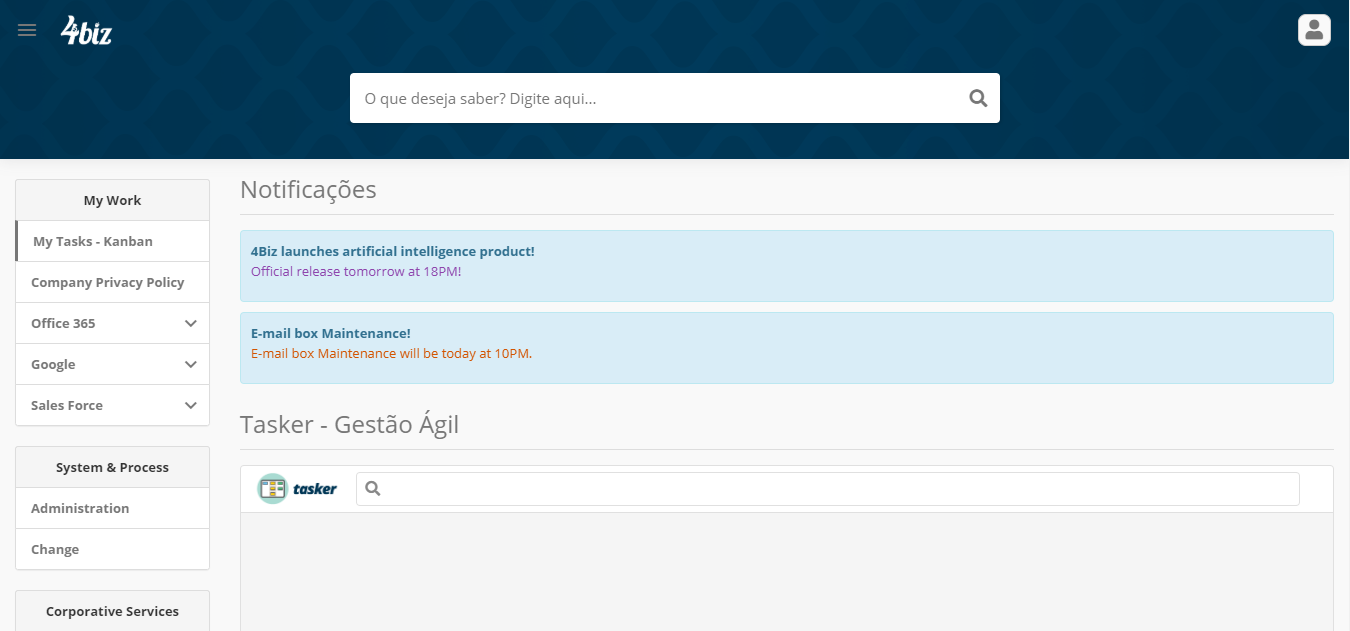 4biz
O que deseja saber? Digite aqui...
My Work
My Tasks - Kanban
Company Privacy Policy
Office 365
Google
Sales Force
System & Process
Administration
Change
Corporative Services
Notificações
4Biz launches artificial intelligence product!
Official release tomorrow at 18PM!
E-mail box Maintenance!
E-mail box Maintenance will be today at 10PM.
Tasker - Gestão Ágil
tasker